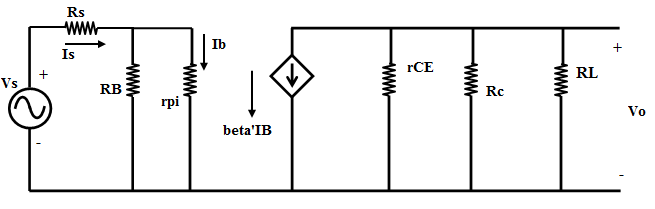 Rs
Is
Ib
Vs
+
-
RB
rpi
beta'IB
rCE
Rc
RL
+
Vo
-